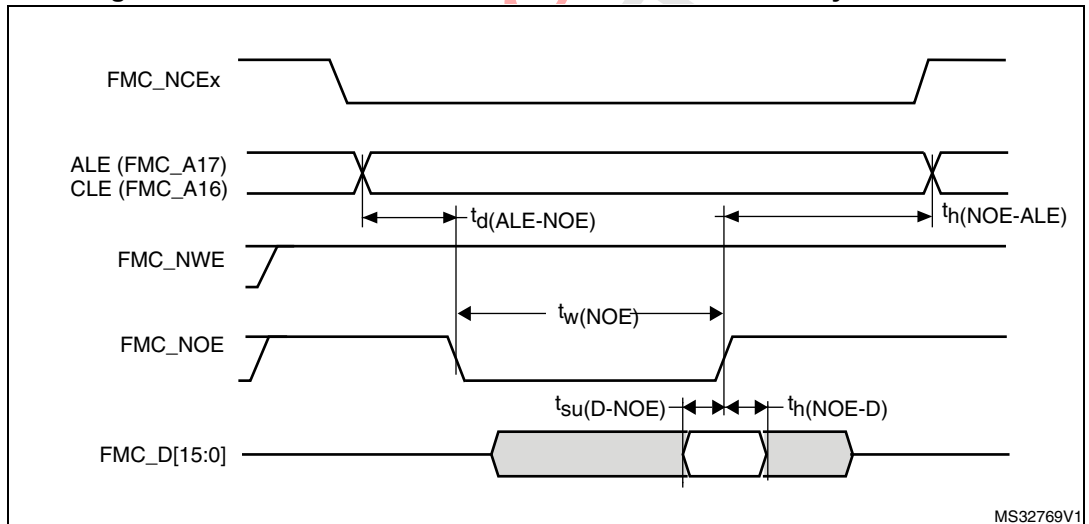 FMC_NCEx
ALE (FMC_A17)
CLE (FMC_A16)
td(ALE-NOE)
th(NOE-ALE)
FMC_NWE
tw(NOE)
FMC_NOE
tsu(D-NOE)
th(NOE-D)
FMC_D[15:0]
MS32769V1